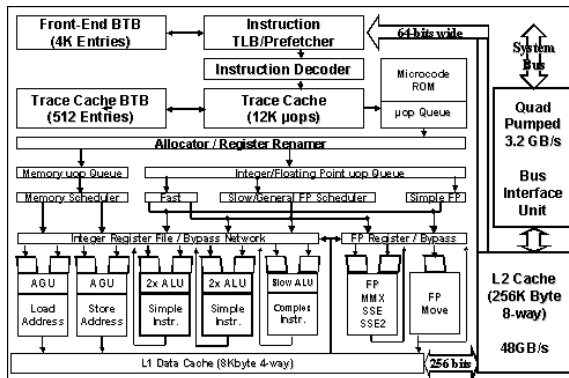 Front-End BTB
(4K Entries)
Instruction
TLB/Prefetcher
64-bits wide
System
Bus
Instruction Decoder
Microcode
ROM
Trace Cache BTB
(512 Entries)
Trace Cache
(12K µops)
µop Queue
Quad
Pumped
3.2 GB/s
Bus
Interface
Unit
Allocator / Register Renamer
Memory uop Queue
Integer/Floating Point uop Queue
Memory Scheduler
Fast
Slow/General FP Scheduler
Simple FP
Integer Register File / Bypass Network
FP Register / Bypass
AGU
Load
Address
AGU
Store
Address
2x ALU
Simple
Instr.
2x ALU
Simple
Instr.
Slow ALU
Complex
Instr.
FP
MMX
SSE
SSE2
FP
Move
L2 Cache
(256K Byte
8-way)
48GB/s
L1 Data Cache (8Kbyte 4-way)
256 bits